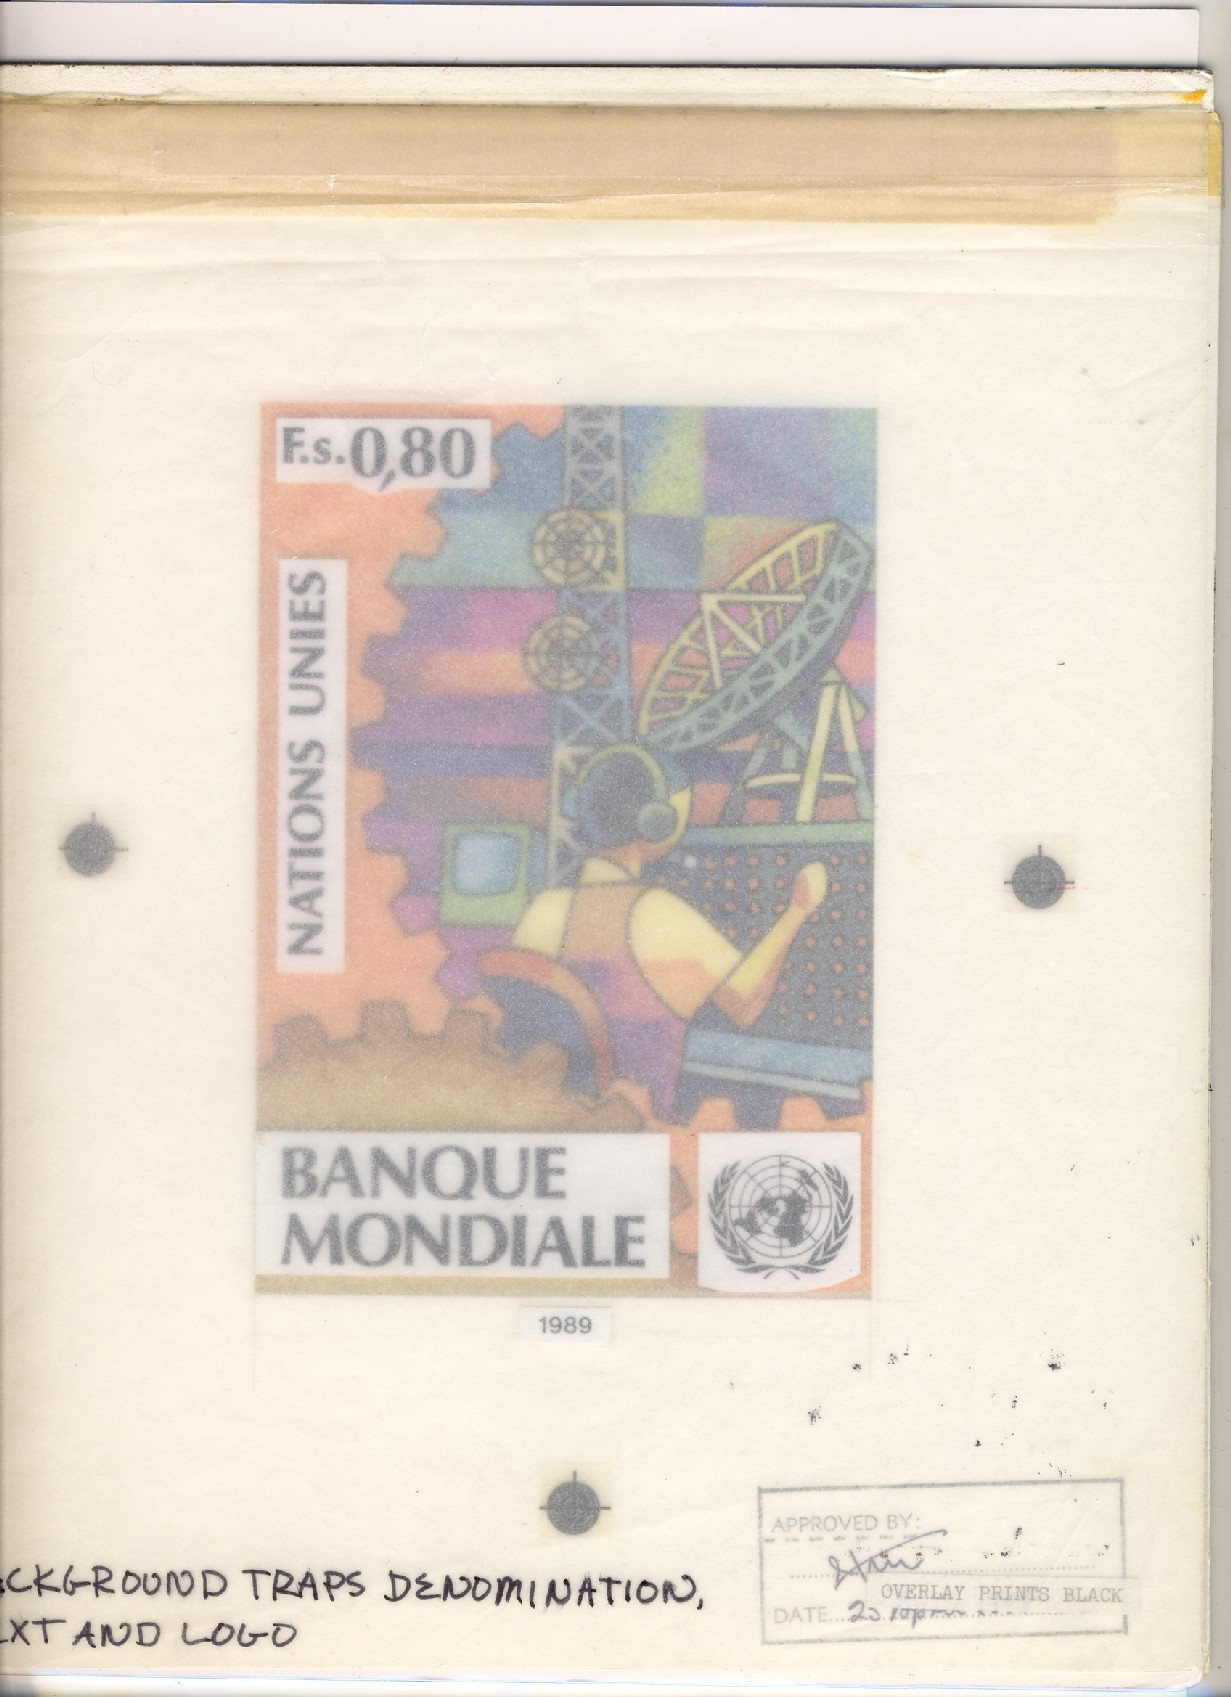 F.s. 0,80
NATIONS UNIES
BANQUE
MONDIALE
1989
APPROVED BY:
OVERLAY PRINTS BLACK
DATE
CKGROUND TRAPS DENOMINATION,
XT AND LOGO